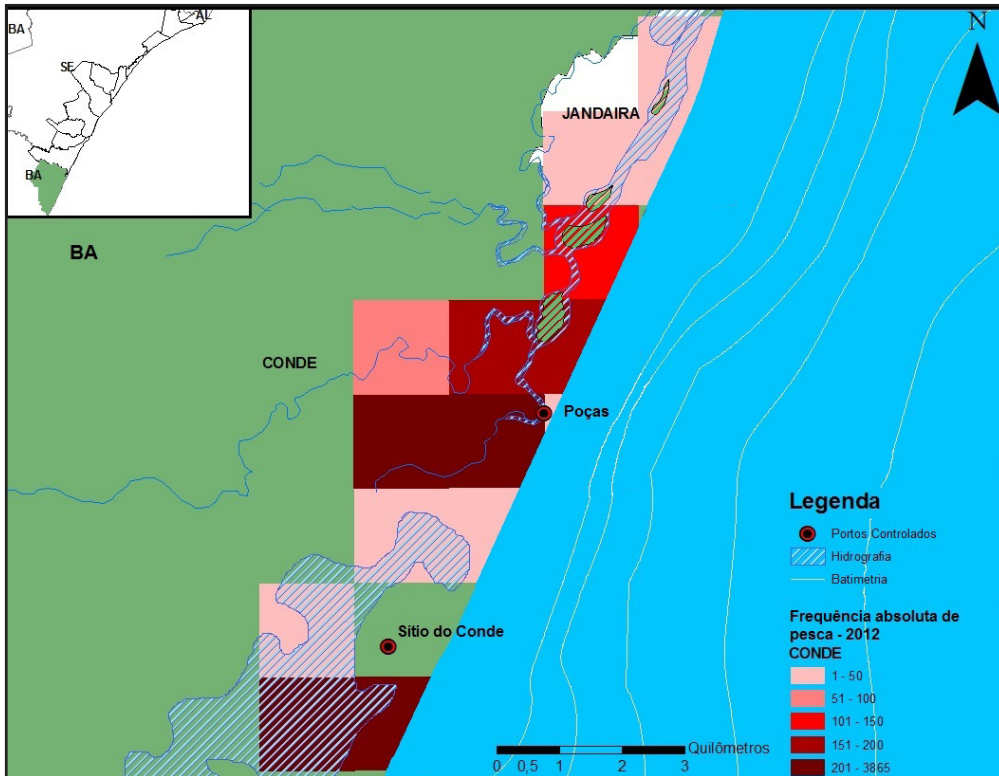 BA
AL
SE
BA
N
JANDAIRA
BA
CONDE
Poças
Sítio do Conde
Legenda
Portos Controlados
Hidrografia
Batimetria
Frequência absoluta de
pesca - 2012
CONDE
1 - 50
51 - 100
101 - 150
151 - 200
201 - 3865
Quilômetros
0 0,5 1 2 3